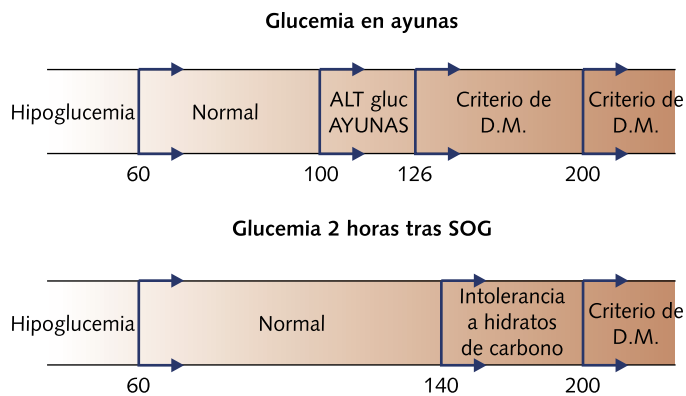 Glucemia en ayunas
Hipoglucemia
Normal
ALT gluc
AYUNAS
Criterio de
D.M.
Criterio de
D.M.
60
100
126
200
Glucemia 2 horas tras SOG
Hipoglucemia
Normal
Intolerancia
a hidratos
de carbono
Criterio de
D.M.
60
140
200